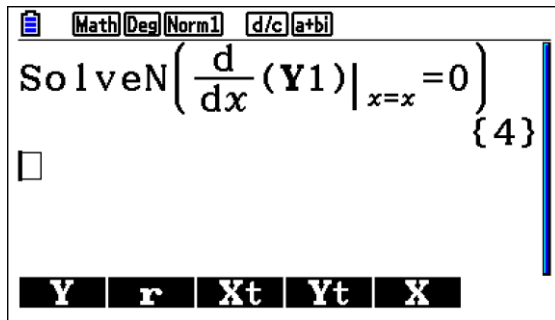 Math Deg Norm1 d/c a+bi
SolveN(d/dx(Y1)|x=x=0)
{4}
Y r Xt Yt X